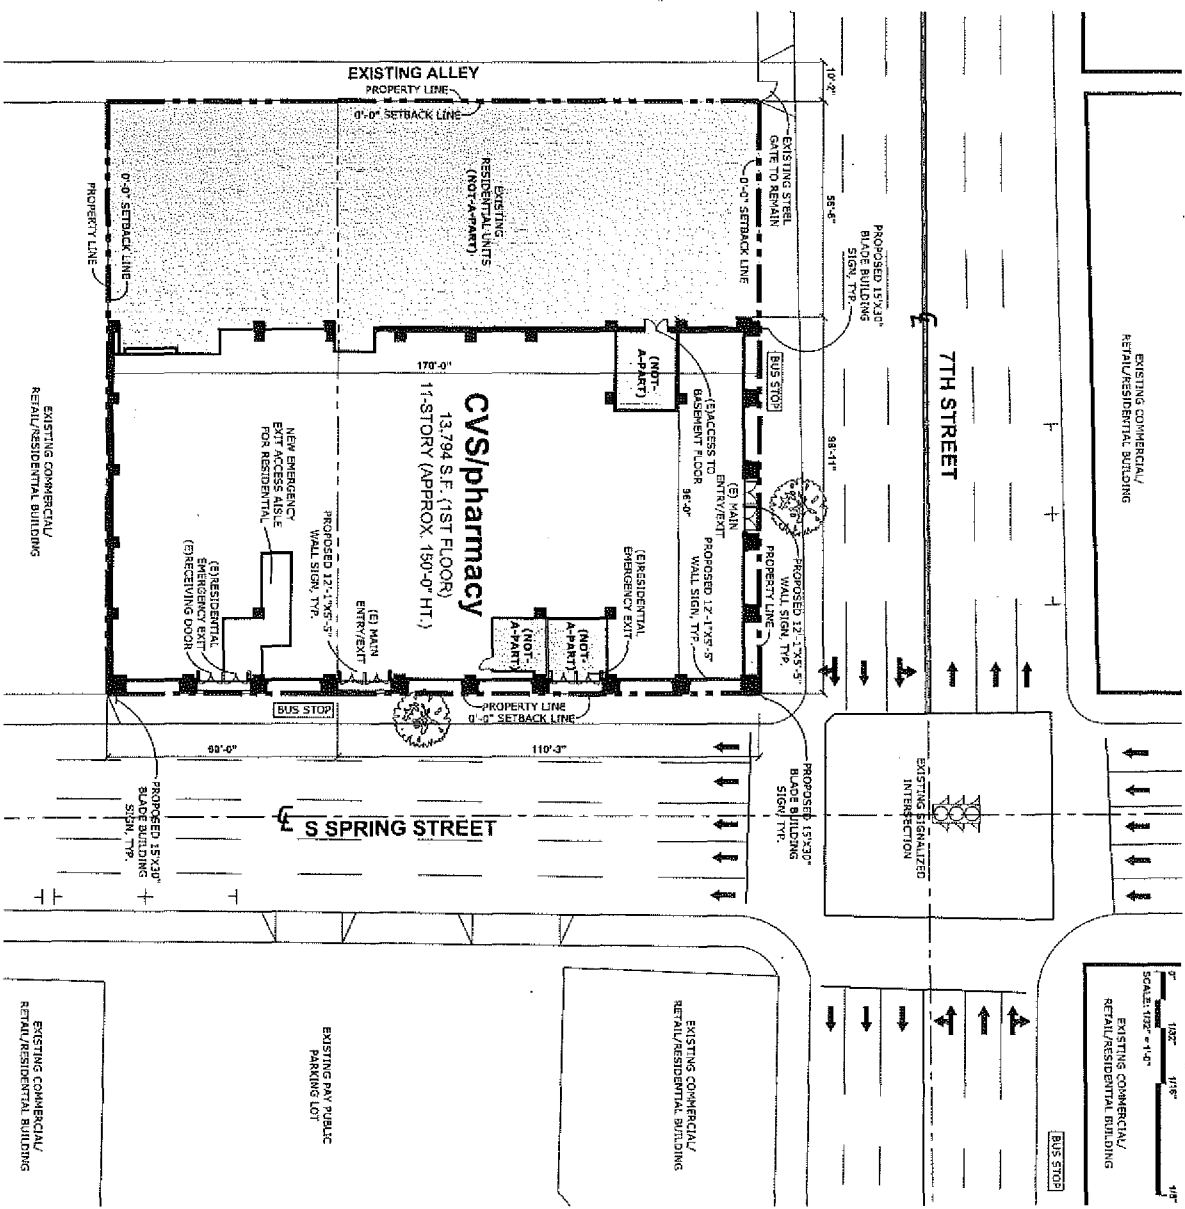 EXISTING ALLEY
PROPERTY LINE
0'-0" SETBACK LINE
10'-2"
EXISTING STEEL
GATE TO REMAIN
0'-0" SETBACK LINE
EXISTING
RESIDENTIAL UNITS
(NOT-A-PART)
0'-0" SETBACK LINE
PROPERTY LINE
PROPOSED 15"X30"
BLADE BUILDING
SIGN, TYP.
7TH STREET
EXISTING COMMERCIAL/
RETAIL/RESIDENTIAL BUILDING
BUS STOP
98'-11"
170'-0"
(NOT-
A-PART)
(E)ACCESS TO
BASEMENT FLOOR
96'-0"
(E) MAIN
ENTRY/EXIT
CVS/pharmacy
13,794 S.F. (1ST FLOOR)
11-STORY (APPROX. 150'-0" HT.)
EXISTING COMMERCIAL/
RETAIL/RESIDENTIAL BUILDING
NEW EMERGENCY
EXIT ACCESS AISLE
FOR RESIDENTIAL
(E)RESIDENTIAL
EMERGENCY EXIT
(E)RECEIVING DOOR
PROPOSED 12'-1"X5'-5"
WALL SIGN, TYP.
(E) MAIN
ENTRY/EXIT
(NOT-
A-PART)
(NOT-
A-PART)
(E)RESIDENTIAL
EMERGENCY EXIT
PROPOSED 12'-1"X5'-5"
WALL SIGN, TYP.
PROPERTY LINE
PROPOSED 12'-1"X5'-5"
WALL SIGN, TYP.
BUS STOP
PROPERTY LINE
0'-0" SETBACK LINE
110'-3"
PROPOSED 15"X30"
BLADE BUILDING
SIGN, TYP.
S SPRING STREET
PROPOSED 15"X30"
BLADE BUILDING
SIGN, TYP.
EXISTING SIGNALIZED
INTERSECTION
EXISTING COMMERCIAL/
RETAIL/RESIDENTIAL BUILDING
EXISTING PAY PUBLIC
PARKING LOT
EXISTING COMMERCIAL/
RETAIL/RESIDENTIAL BUILDING
EXISTING COMMERCIAL/
RETAIL/RESIDENTIAL BUILDING
BUS STOP
0" 1/32" 1/16" 1/8"
SCALE: 1/32" = 1'-0"